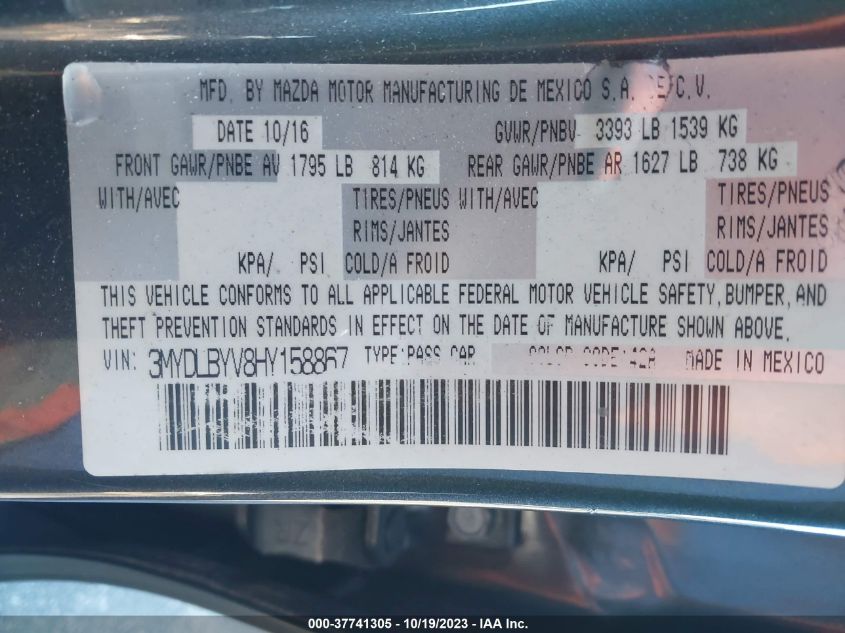 MFD. BY MAZDA MOTOR MANUFACTURING DE MEXICO S.A. DE C.V.
DATE 10/16 GVWR/PNBV 3393 LB 1539 KG
FRONT GAWR/PNBE AV 1795 LB 814 KG REAR GAWR/PNBE AR 1627 LB 738 KG
WITH/AVEC TIRES/PNEUS WITH/AVEC TIRES/PNEUS
RIMS/JANTES RIMS/JANTES
KPA/ PSI COLD/A FROID KPA/ PSI COLD/A FROID
THIS VEHICLE CONFORMS TO ALL APPLICABLE FEDERAL MOTOR VEHICLE SAFETY, BUMPER, AND
THEFT PREVENTION STANDARDS IN EFFECT ON THE DATE OF MANUFACTURE SHOWN ABOVE.
VIN: 3MYDLBYV8HY158867 TYPE:PASS CAR COLOR CODE:42A MADE IN MEXICO
000-37741305 - 10/19/2023 - IAA Inc.